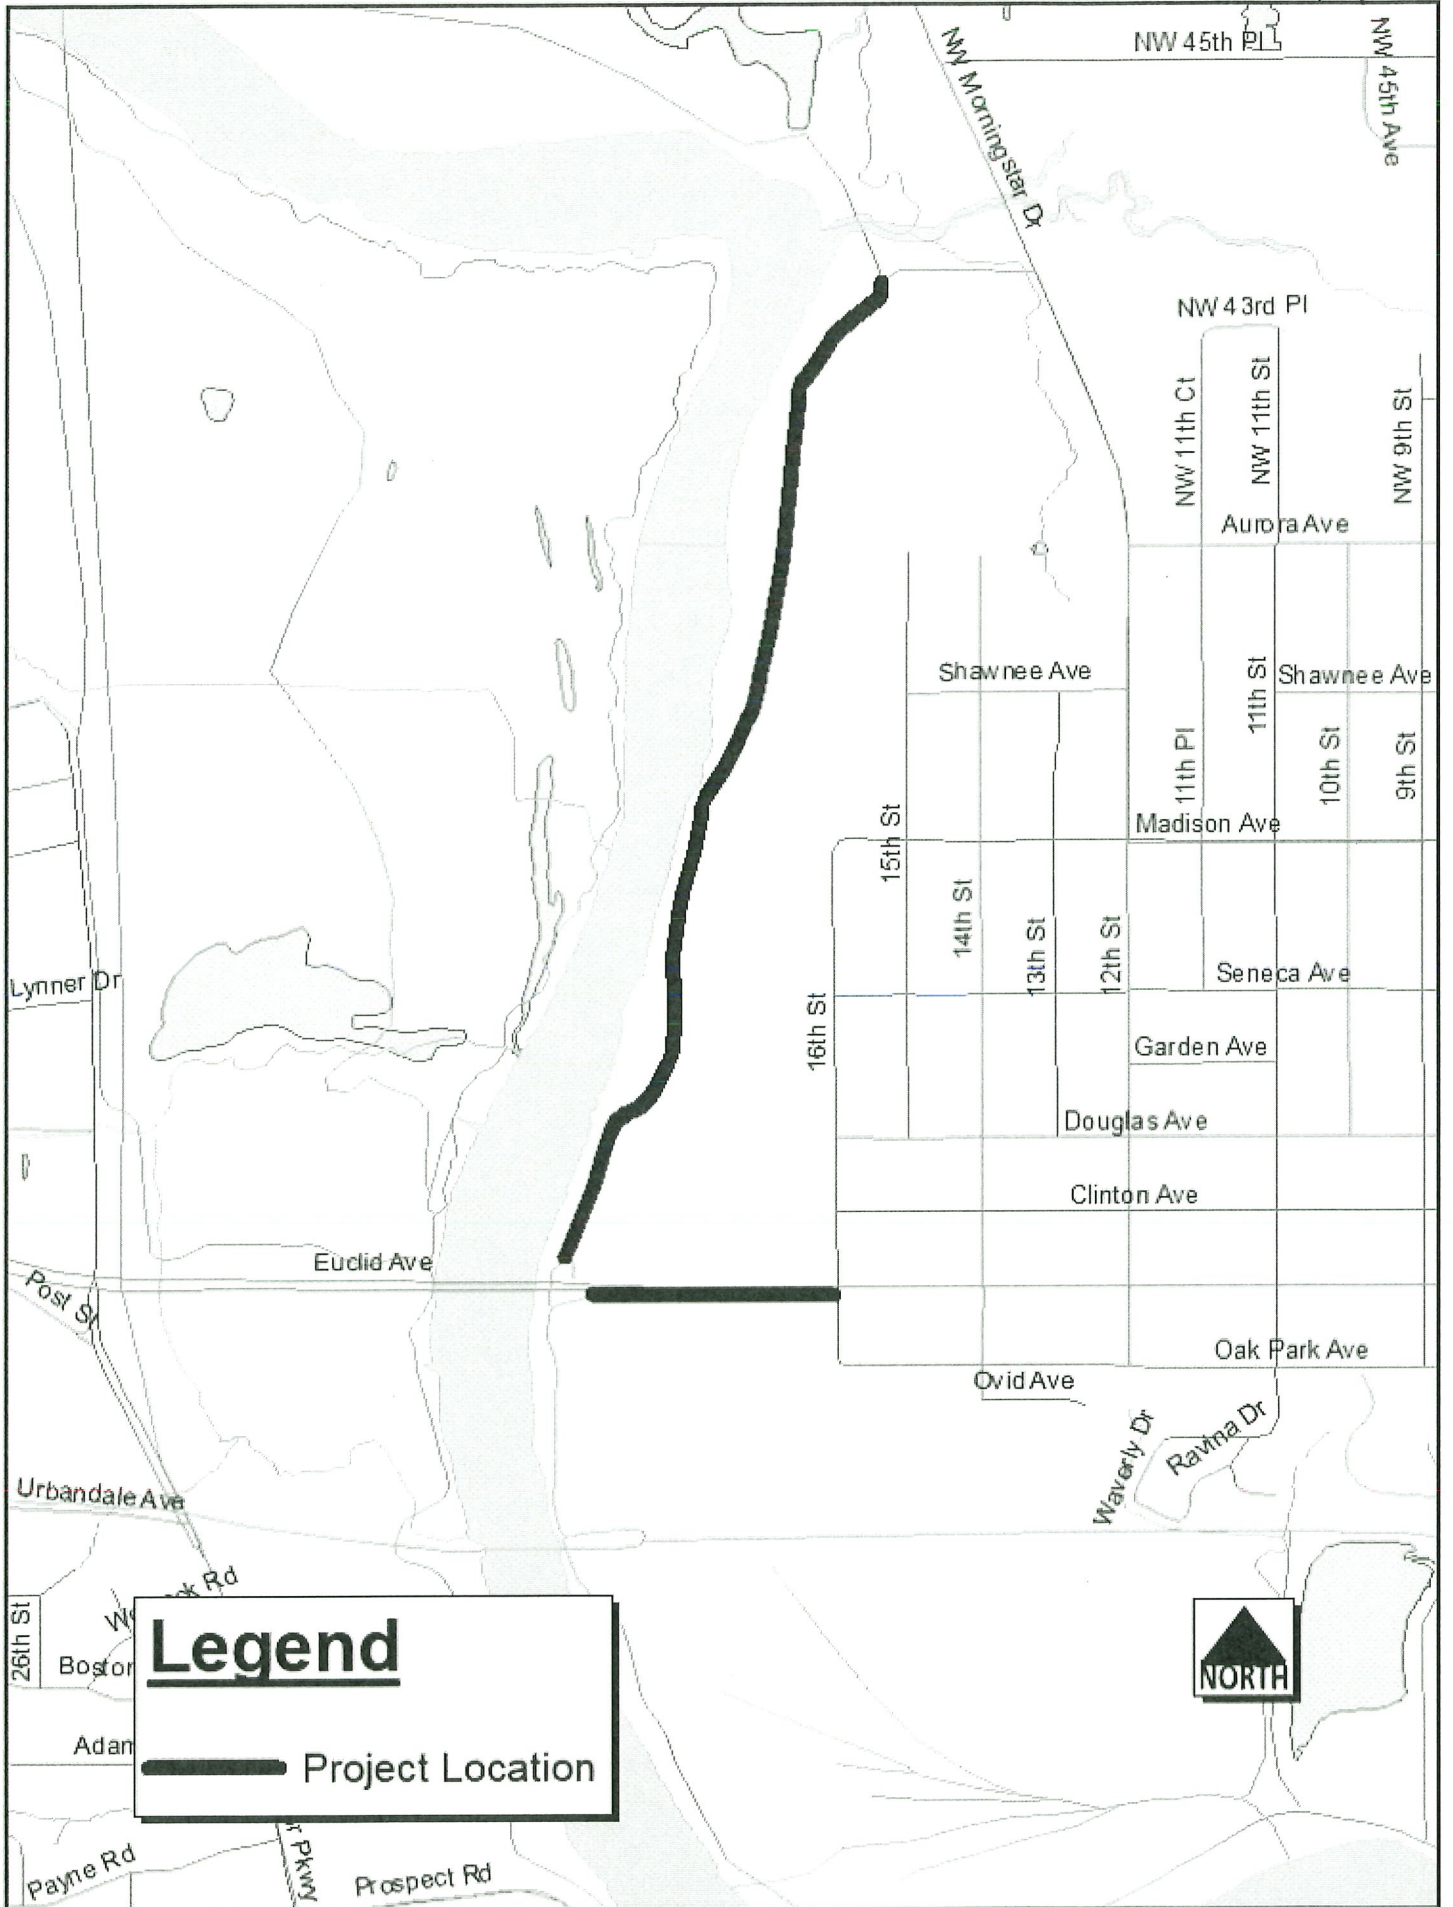 NW 45th Pl
NW 45th Ave
NW Morningstar Dr
NW 43rd Pl
NW 11th Ct
NW 11th St
NW 9th St
Aurora Ave
Shawnee Ave
11th St
Shawnee Ave
11th Pl
10th St
9th St
Madison Ave
15th St
14th St
13th St
12th St
Lynner Dr
Seneca Ave
16th St
Garden Ave
Douglas Ave
Clinton Ave
Euclid Ave
Post St
Oak Park Ave
Ovid Ave
Ravina Dr
Waverly Dr
Urbandale Ave
Rd
26th St
Legend
NORTH
Project Location
Payne Rd
Pkwy
Prospect Rd